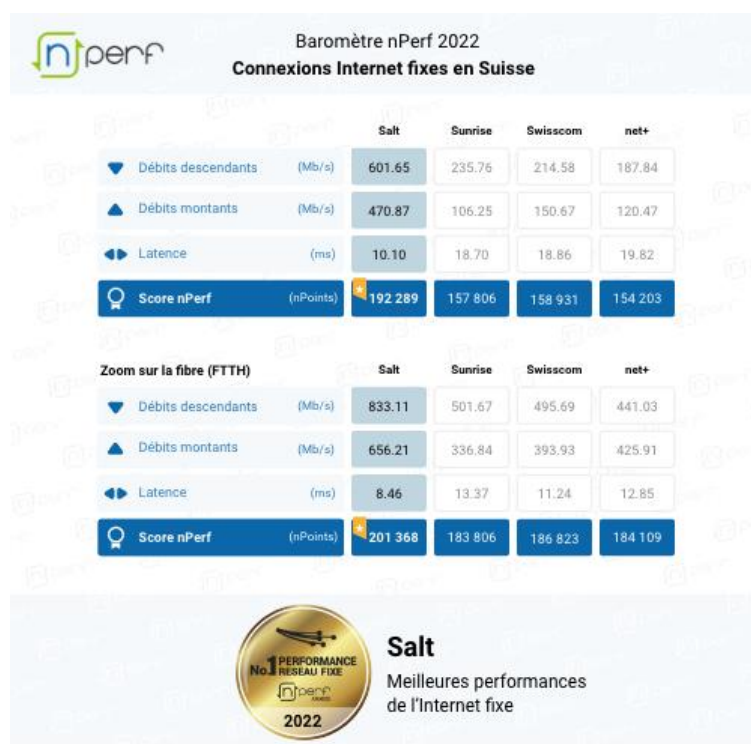 nperf
Baromètre nPerf 2022
Connexions Internet fixes en Suisse
Salt Sunrise Swisscom net+
Débits descendants (Mb/s) 601.65 235.76 214.58 187.84
Débits montants (Mb/s) 470.87 106.25 150.67 120.47
Latence (ms) 10.10 18.70 18.86 19.82
Score nPerf (nPoints) 192 289 157 806 158 931 154 203
Zoom sur la fibre (FTTH) Salt Sunrise Swisscom net+
Débits descendants (Mb/s) 833.11 501.67 495.69 441.03
Débits montants (Mb/s) 656.21 336.84 393.93 425.91
Latence (ms) 8.46 13.37 11.24 12.85
Score nPerf (nPoints) 201 368 183 806 186 823 184 109
No.1 PERFORMANCE
RESEAU FIXE
nperf
2022
Salt
Meilleures performances
de l'Internet fixe